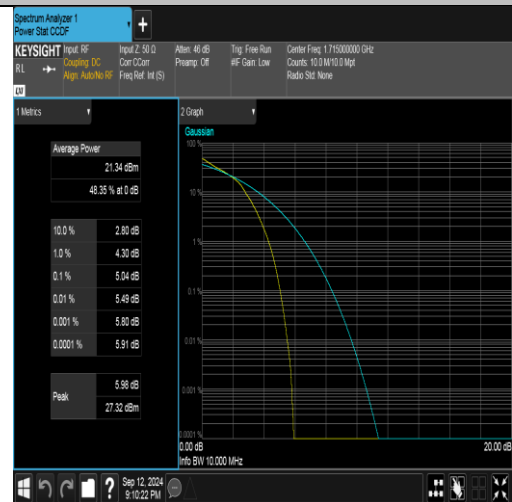 Spectrum Analyzer 1
Power Stat CCDF
+
KEYSIGHT Input: RF Input Z: 50 Ω Atten: 46 dB Trig: Free Run Center Freq: 1.715000000 GHz
RL Coupling: DC Corr CCorr Preamp: Off #IF Gain: Low Counts: 10.0 M/10.0 Mpt
Align: Auto/No RF Freq Ref: Int (S) Radio Std: None
LXI
1 Metrics
Average Power
21.34 dBm
48.35 % at 0 dB
10.0 % 2.80 dB
1.0 % 4.30 dB
0.1 % 5.04 dB
0.01 % 5.49 dB
0.001 % 5.80 dB
0.0001 % 5.91 dB
Peak 5.98 dB
27.32 dBm
2 Graph
Gaussian
100 %
10 %
1 %
0.1 %
0.01 %
0.001 %
0.0001 %
0.00 dB 20.00 dB
Info BW 10.000 MHz
? Sep 12, 2024
9:10:22 PM